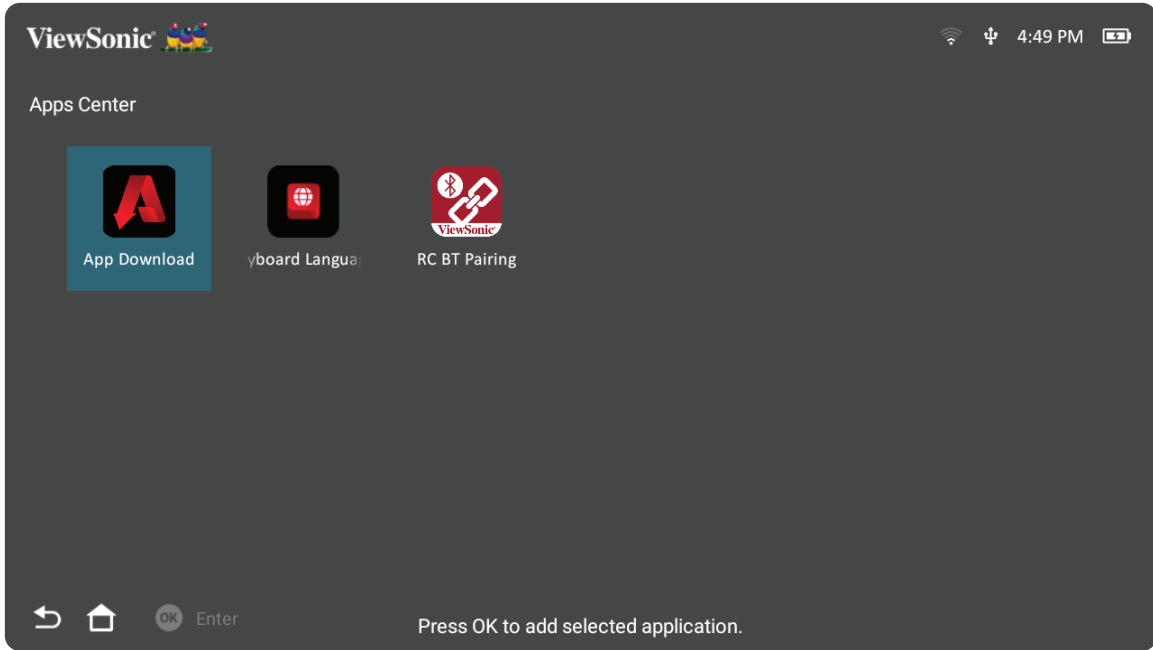 ViewSonic®
4:49 PM
Apps Center
App Download
yboard Langua
RC BT Pairing
ViewSonic®
OK Enter
Press OK to add selected application.